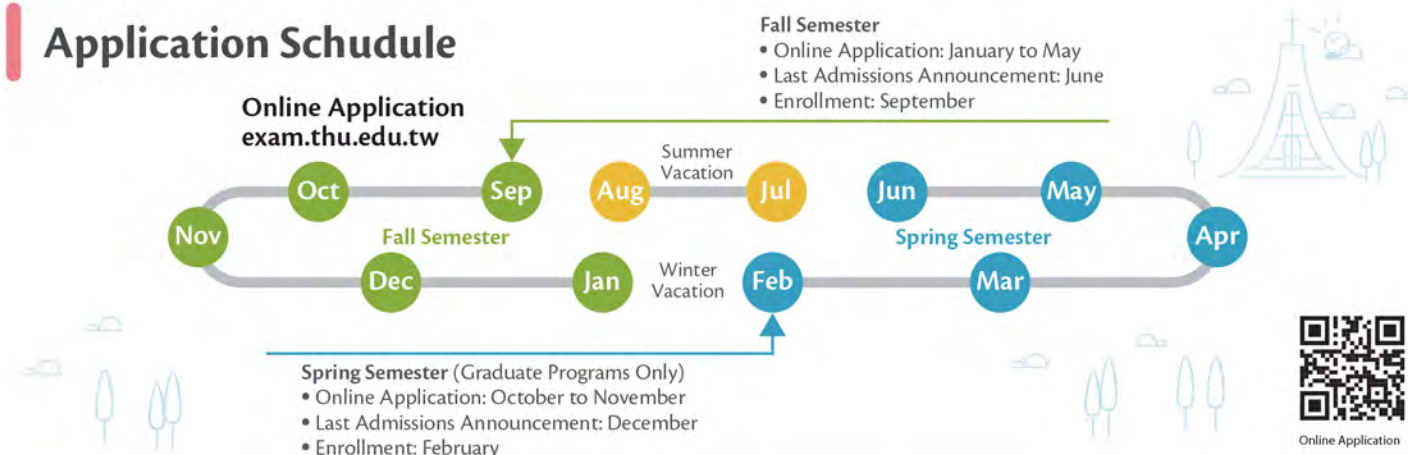 Application Schudule
Fall Semester
• Online Application: January to May
• Last Admissions Announcement: June
• Enrollment: September
Online Application
exam.thu.edu.tw
Summer
Vacation
Oct
Sep
Aug
Jul
Jun
May
Nov
Fall Semester
Spring Semester
Apr
Dec
Jan
Winter
Vacation
Feb
Mar
Spring Semester (Graduate Programs Only)
• Online Application: October to November
• Last Admissions Announcement: December
• Enrollment: February
Online Application